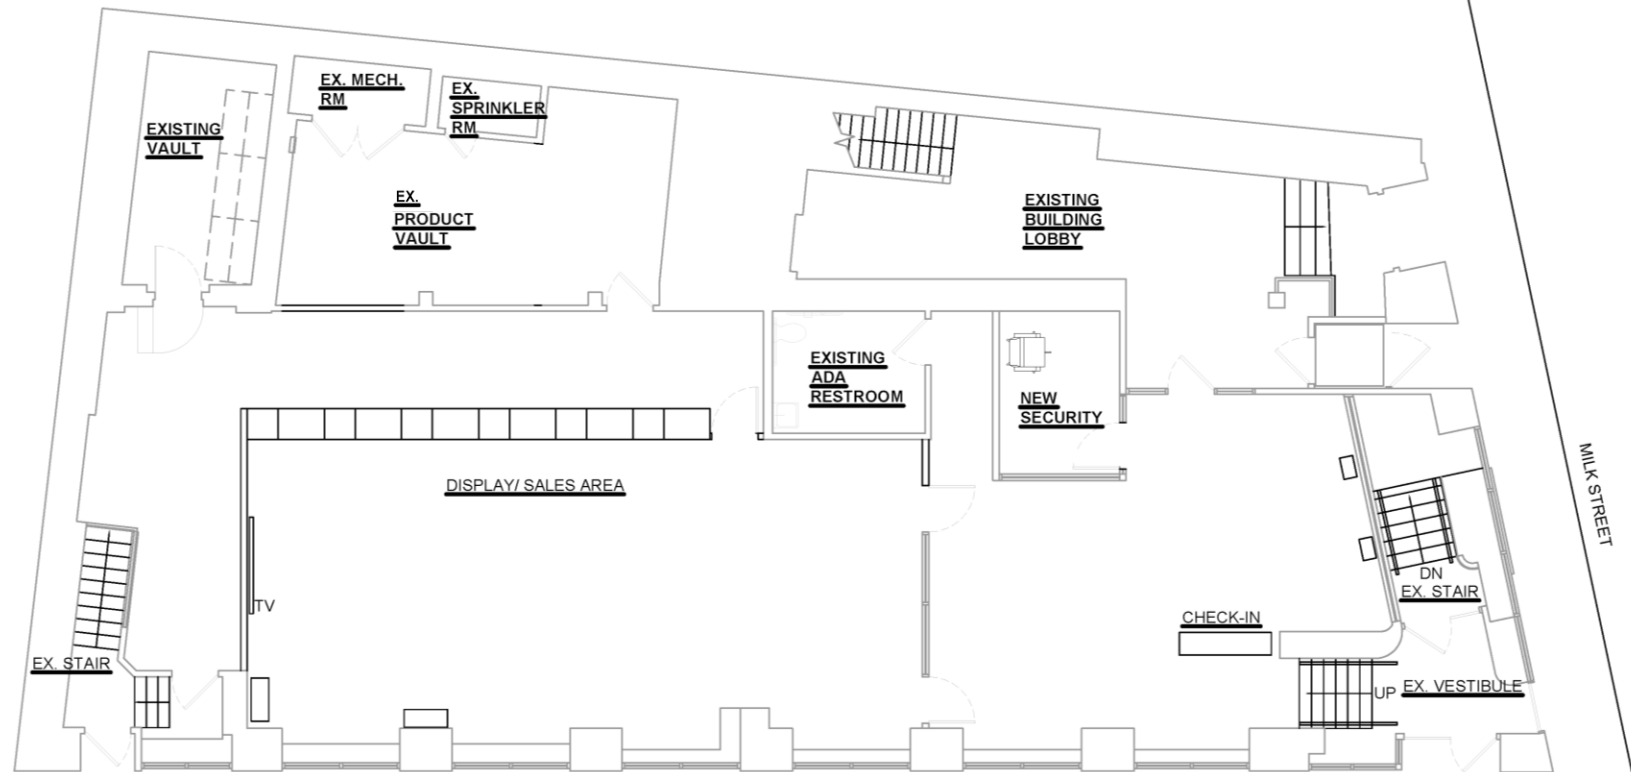 EX. MECH.
RM
EX.
SPRINKLER
RM
EXISTING
VAULT
EX.
PRODUCT
VAULT
EXISTING
BUILDING
LOBBY
EXISTING
ADA
RESTROOM
NEW
SECURITY
DISPLAY/ SALES AREA
MILK STREET
TV
DN
EX. STAIR
CHECK-IN
EX. STAIR
UP
EX. VESTIBULE